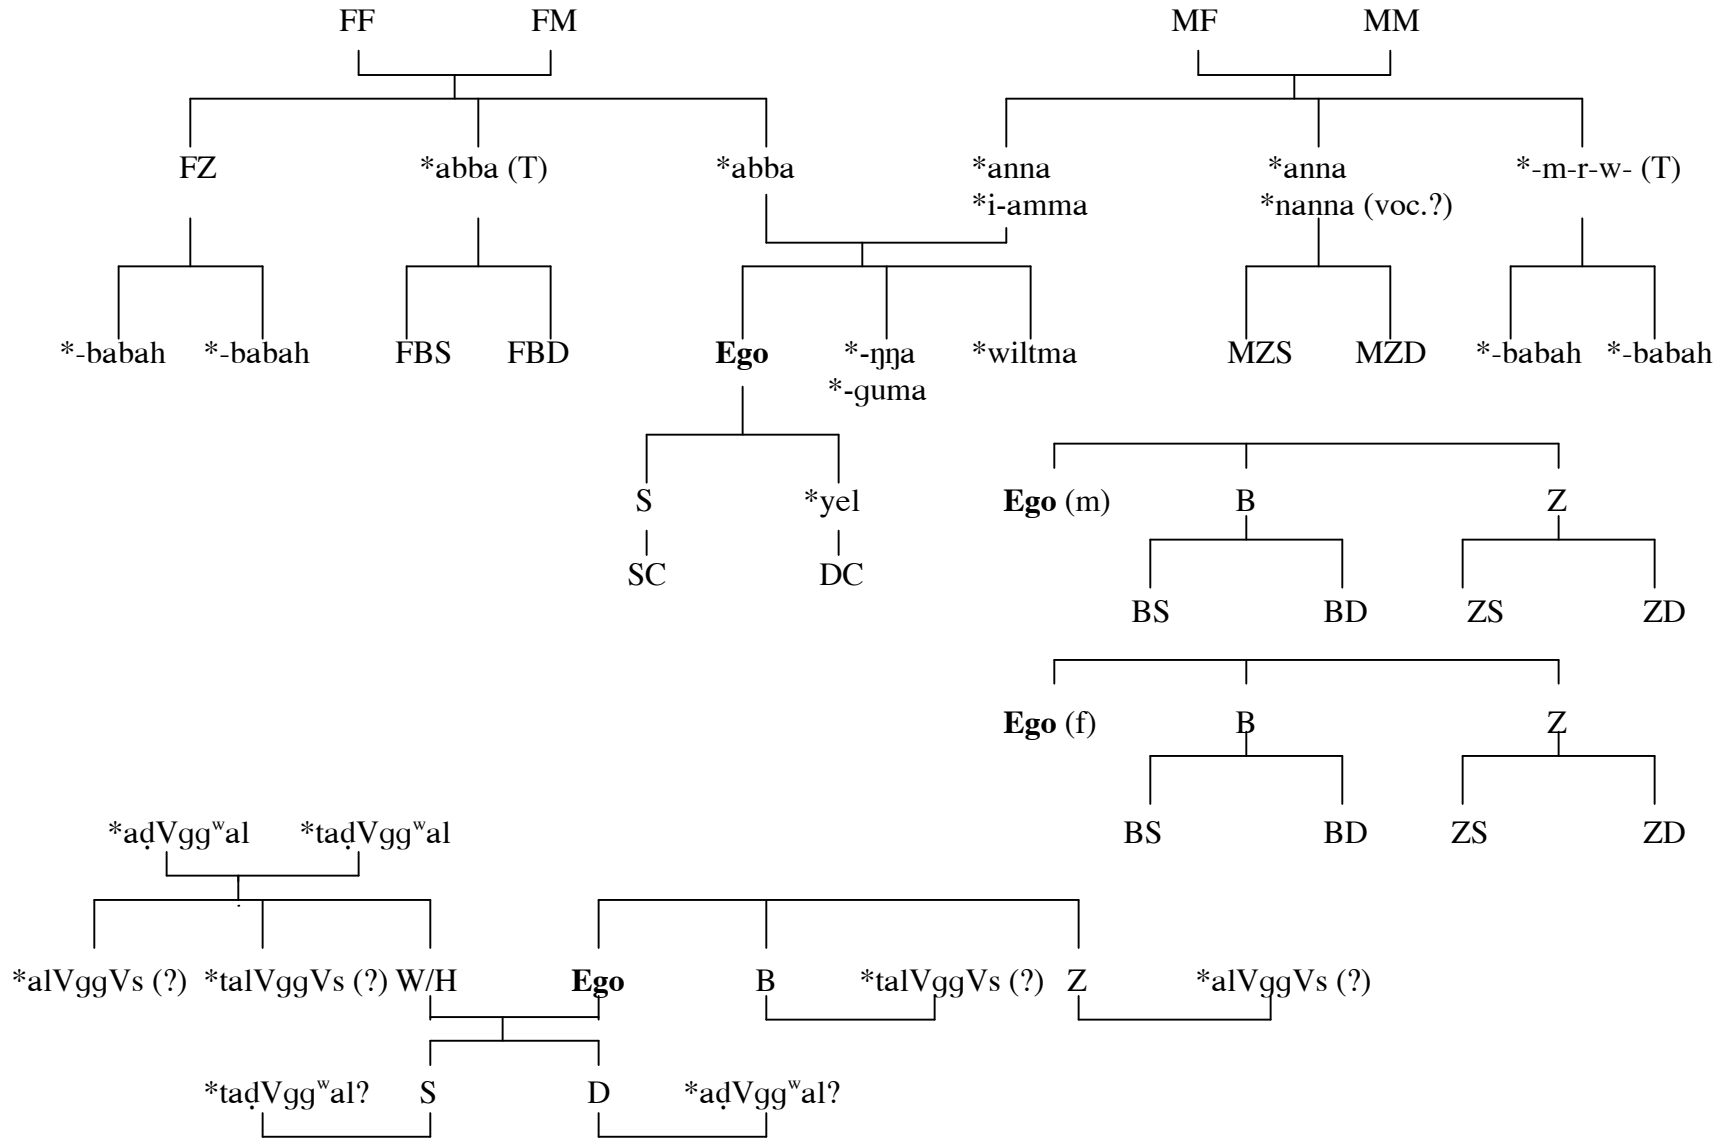 FF FM MF MM
FZ *abba (T) *abba *anna *anna *-m-r-w- (T)
*i-amma *nanna (voc.?)
*-babah *-babah FBS FBD Ego *-ŋŋa *wiltma MZS MZD *-babah *-babah
*-guma
S *yel Ego (m) B Z
SC DC
BS BD ZS ZD
Ego (f) B Z
*aḍVggʷal *taḍVggʷal BS BD ZS ZD
*alVggVs (?) *talVggVs (?) W/H Ego B *talVggVs (?) Z *alVggVs (?)
*taḍVggʷal? S D *aḍVggʷal?